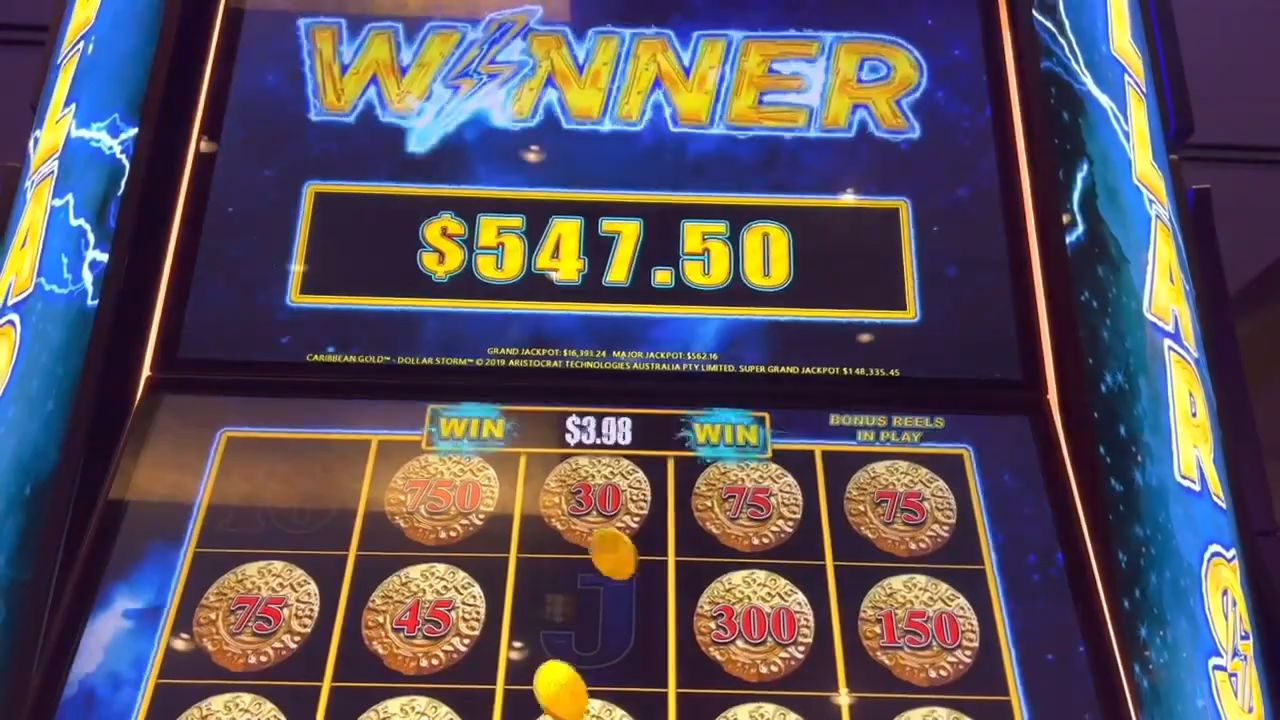 WINNER
$547.50
GRAND JACKPOT: $16,393.24 MAJOR JACKPOT: $562.16
CARIBBEAN GOLD™ - DOLLAR STORM™ © 2019 ARISTOCRAT TECHNOLOGIES AUSTRALIA PTY LIMITED. SUPER GRAND JACKPOT $148,335.45
WIN $3.98 WIN
BONUS REELS
IN PLAY
750 30 75 75
75 45 J 300 150
LLAR
LLAR S